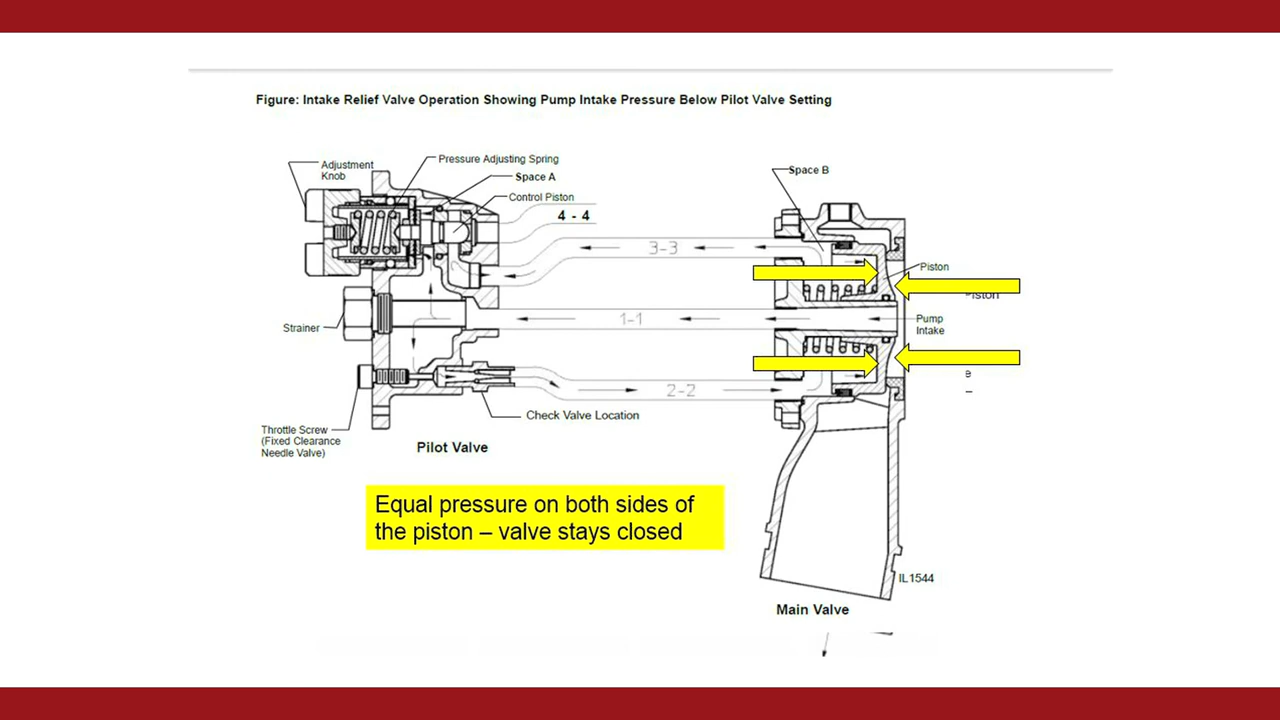 Figure: Intake Relief Valve Operation Showing Pump Intake Pressure Below Pilot Valve Setting
Adjustment
Knob
Pressure Adjusting Spring
Space A
Control Piston
4 - 4
Space B
3-3
Piston
Piston
Strainer
1-1
Pump
Intake
e
2-2
Check Valve Location
Throttle Screw
(Fixed Clearance
Needle Valve)
Pilot Valve
Equal pressure on both sides of
the piston – valve stays closed
IL1544
Main Valve